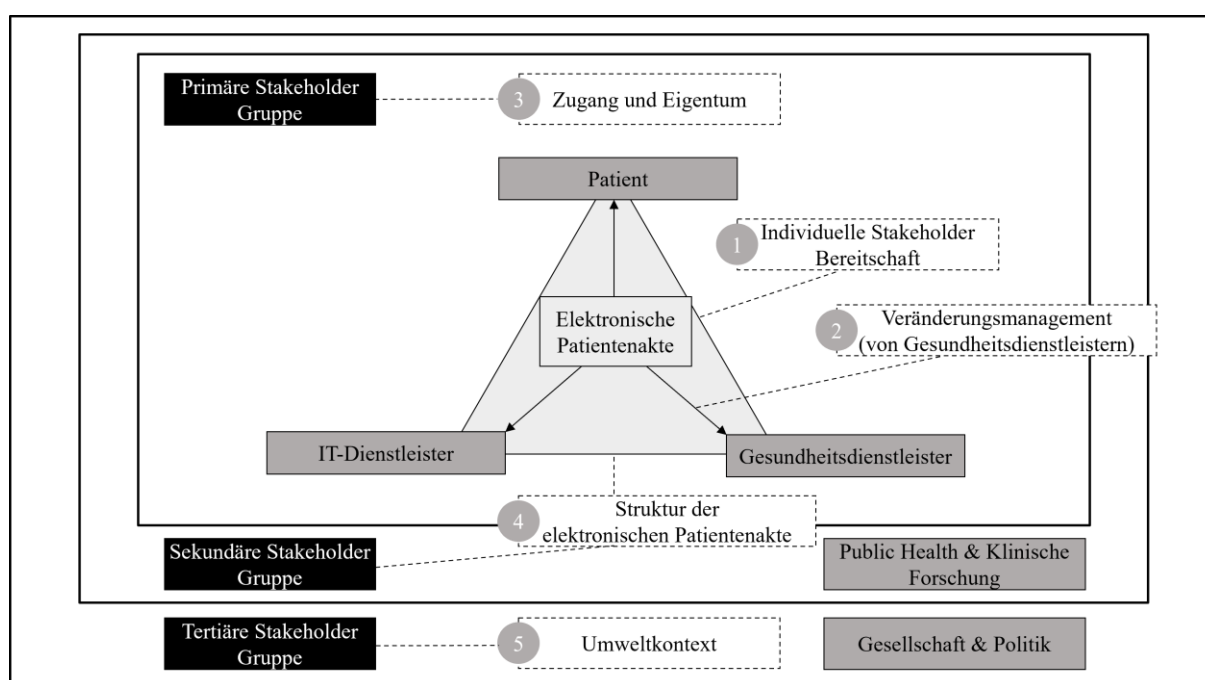 Primäre Stakeholder
Gruppe
3
Zugang und Eigentum
Patient
1
Individuelle Stakeholder
Bereitschaft
Elektronische
Patientenakte
2
Veränderungsmanagement
(von Gesundheitsdienstleistern)
IT-Dienstleister
Gesundheitsdienstleister
4
Struktur der
elektronischen Patientenakte
Sekundäre Stakeholder
Gruppe
Public Health & Klinische
Forschung
Tertiäre Stakeholder
Gruppe
5
Umweltkontext
Gesellschaft & Politik